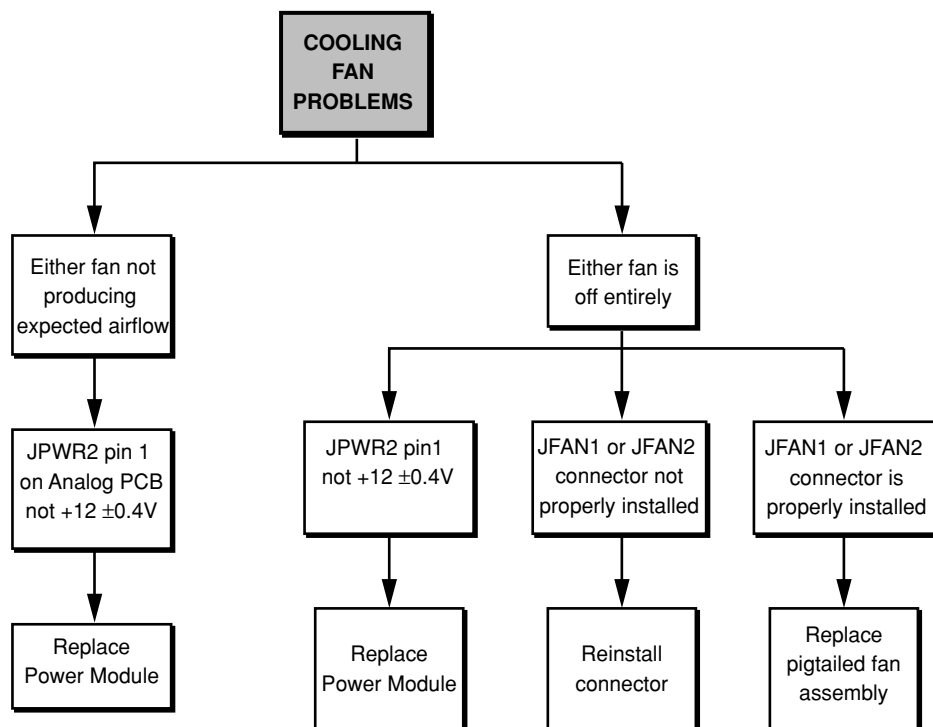 COOLING
FAN
PROBLEMS
Either fan not
producing
expected airflow
Either fan is
off entirely
JPWR2 pin 1
on Analog PCB
not +12 ±0.4V
JPWR2 pin1
not +12 ±0.4V
JFAN1 or JFAN2
connector not
properly installed
JFAN1 or JFAN2
connector is
properly installed
Replace
Power Module
Replace
Power Module
Reinstall
connector
Replace
pigtailed fan
assembly